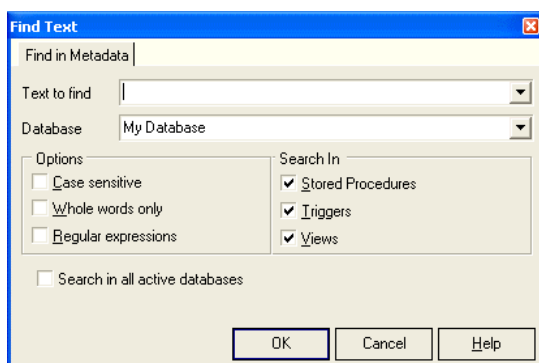 Find Text
Find in Metadata
Text to find
Database My Database
Options Search In
Case sensitive Stored Procedures
Whole words only Triggers
Regular expressions Views
Search in all active databases
OK Cancel Help